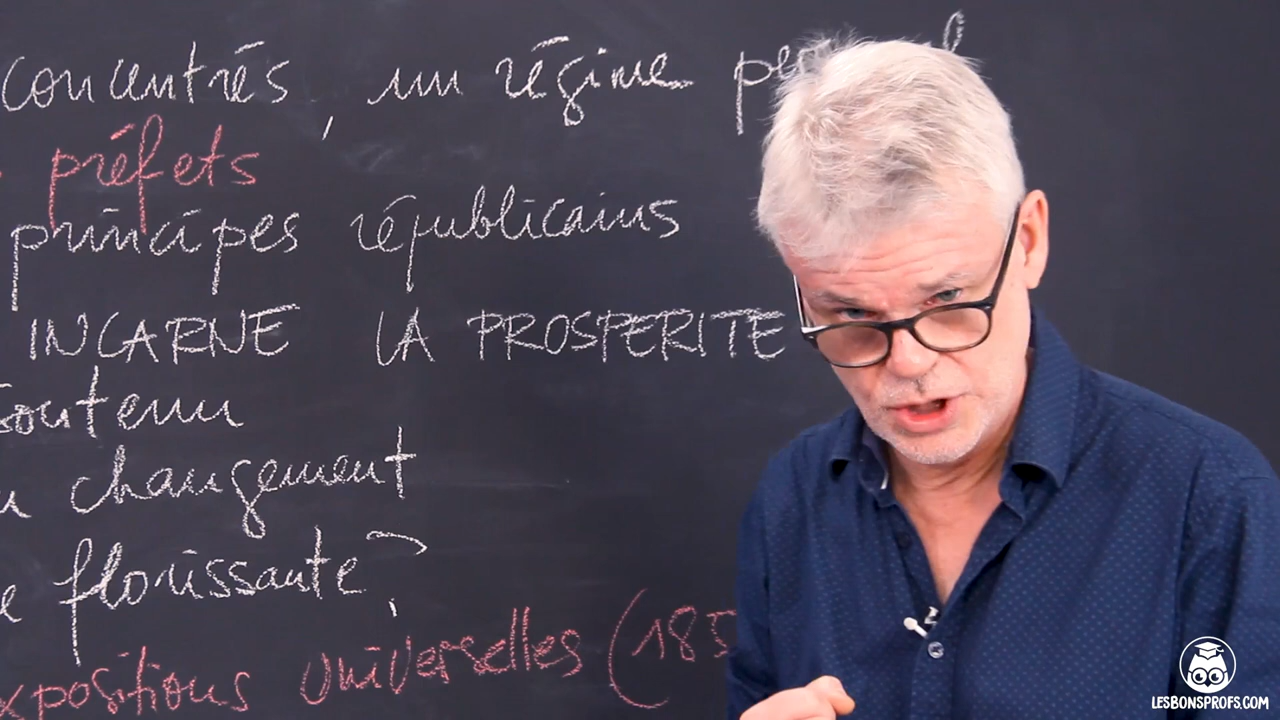 concentrés, un régime
préfets
principes républicains
INCARNE LA PROSPERITE
soutenu
changement
florissante ?
expositions universelles (185
LESBONSPROFS.COM